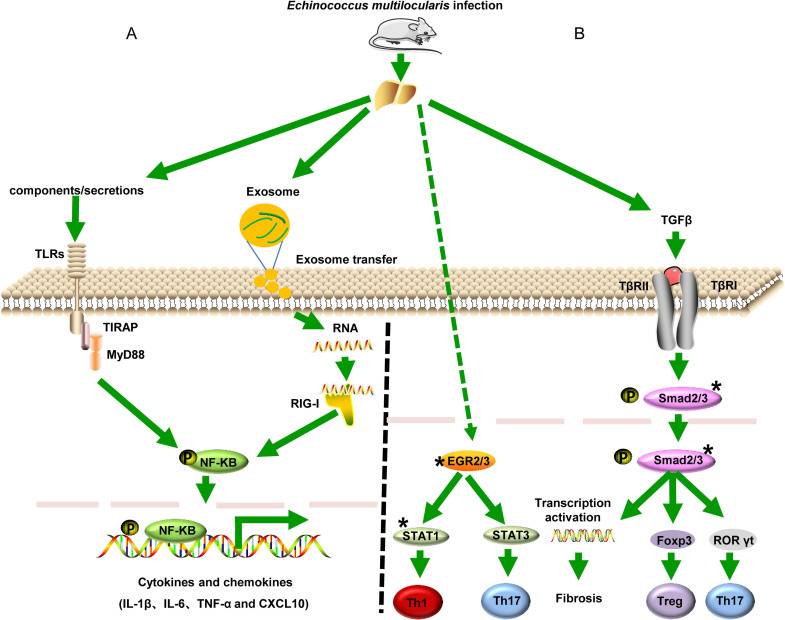 Echinococcus multilocularis infection
A
B
components/secretions
Exosome
TGFβ
TLRs
Exosome transfer
TβRII
TβRI
TIRAP
MyD88
RNA
RIG-I
P
Smad2/3
*
P
NF-KB
*
EGR2/3
P
Smad2/3
*
P
NF-KB
*
STAT1
STAT3
Transcription
activation
Foxp3
ROR γt
Cytokines and chemokines
(IL-1β、IL-6、TNF-α and CXCL10)
Th1
Th17
Fibrosis
Treg
Th17